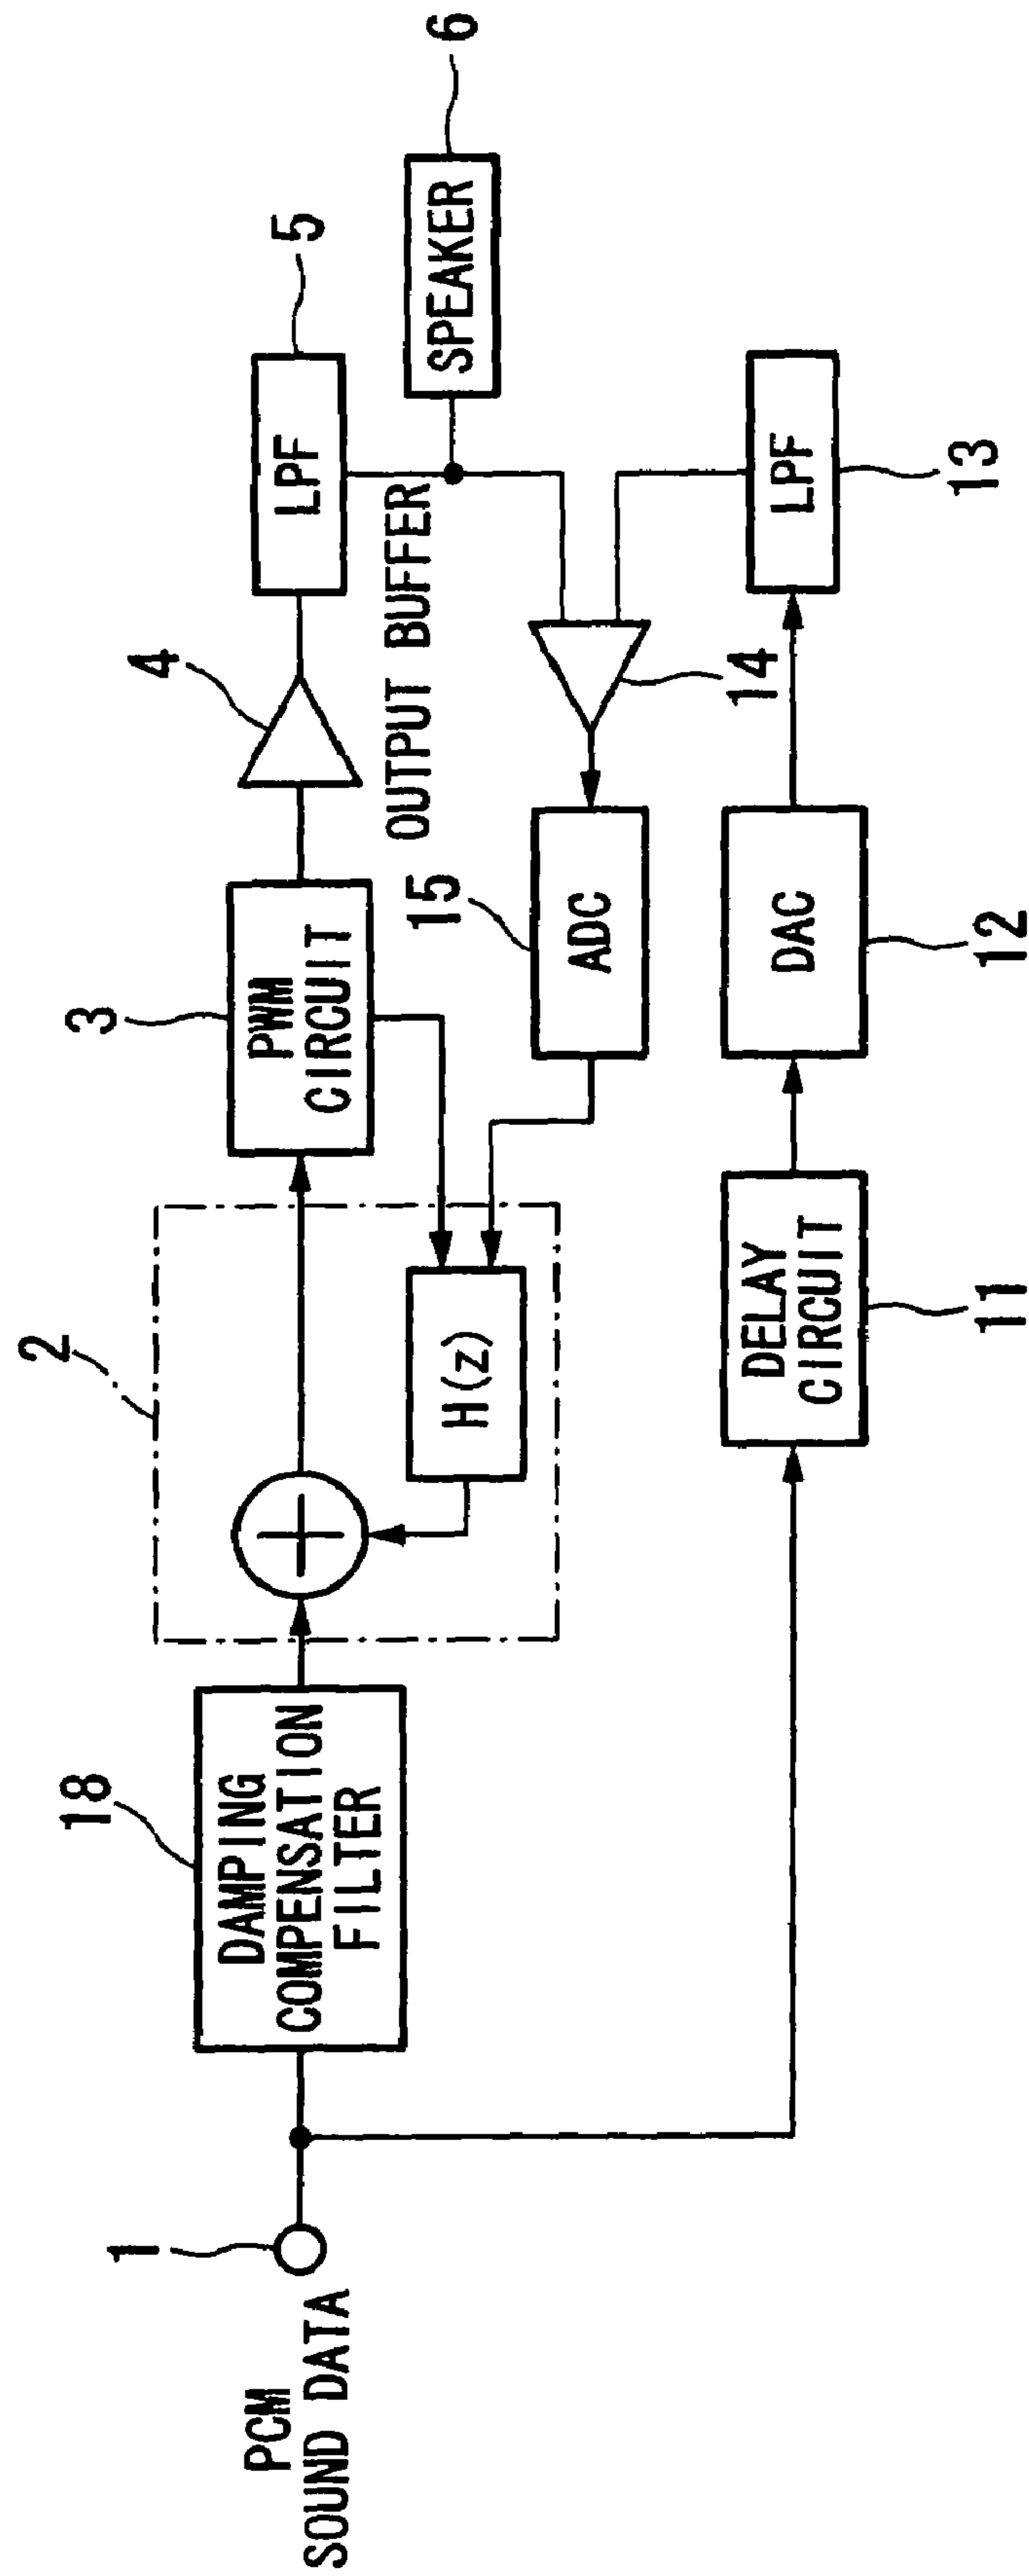 1
PCM
SOUND DATA
18
DAMPING
COMPENSATION
FILTER
2
H(z)
3
PWM
CIRCUIT
4
OUTPUT BUFFER
5
LPF
6
SPEAKER
15
ADC
14
11
DELAY
CIRCUIT
12
DAC
13
LPF